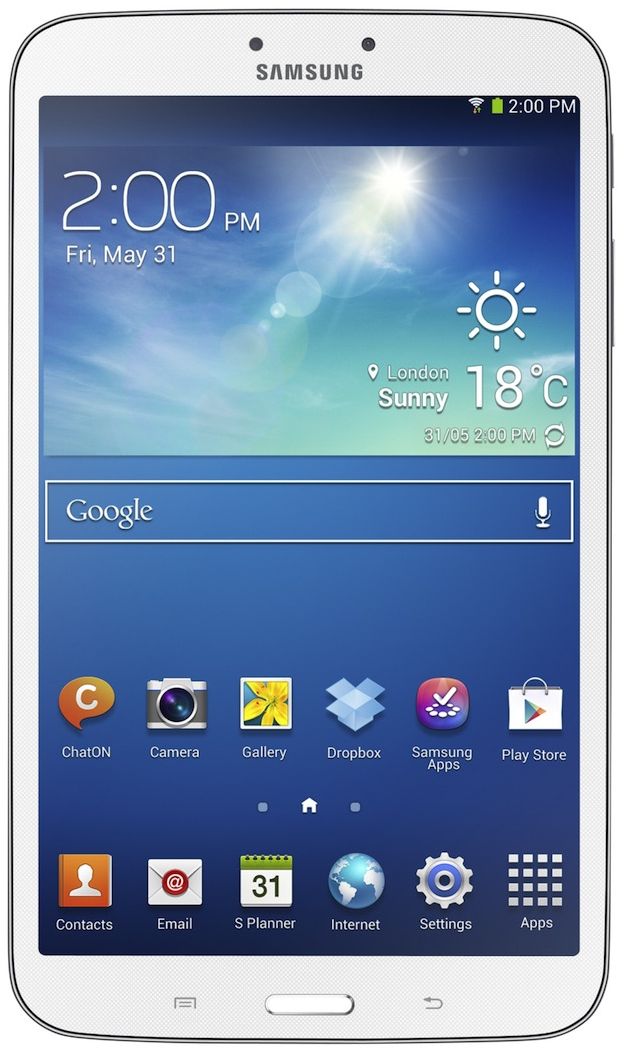 SAMSUNG
2:00 PM
2:00 PM
Fri, May 31
London
Sunny 18°C
31/05 2:00 PM
Google
C
ChatON
Camera
Gallery
Dropbox
Samsung Apps
Play Store
@
31
Contacts
Email
S Planner
Internet
Settings
Apps